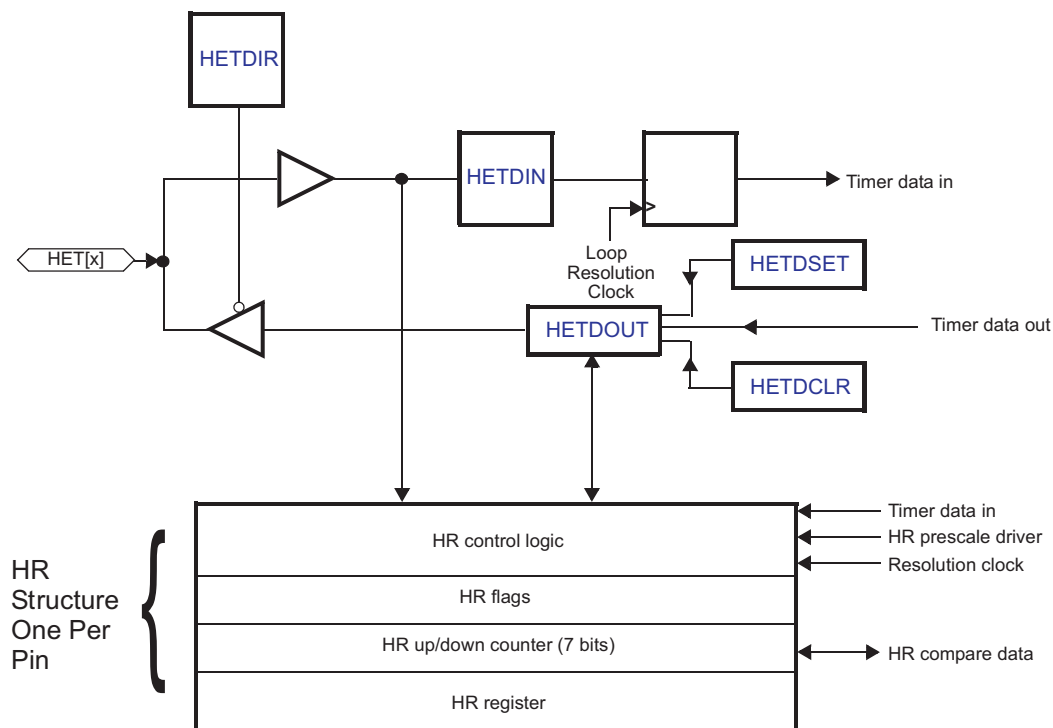 HETDIR
HETDIN
Timer data in
>
HET[x]
Loop
Resolution
Clock
HETDSET
HETDOUT
Timer data out
HETDCLR
HR
Structure
One Per
Pin
HR control logic
HR flags
HR up/down counter (7 bits)
HR register
Timer data in
HR prescale driver
Resolution clock
HR compare data